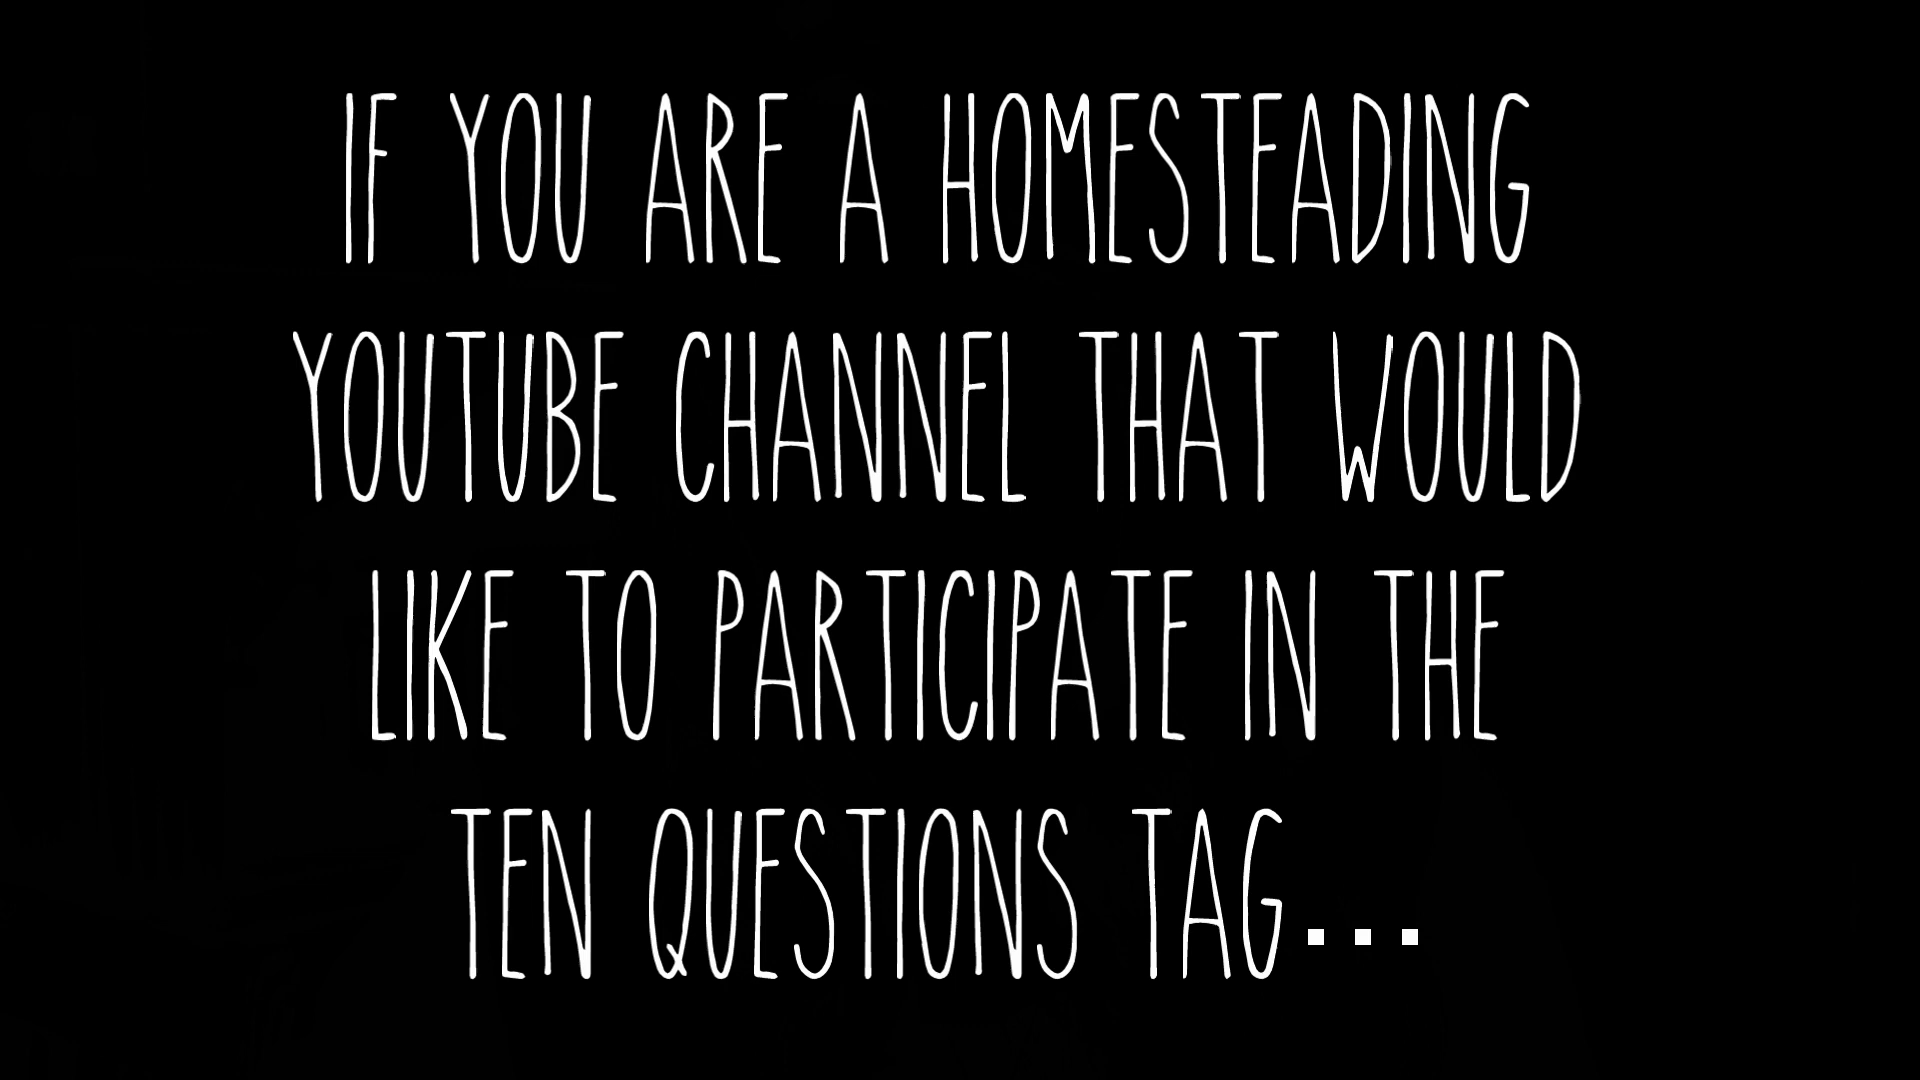 IF YOU ARE A HOMESTEADING
YOUTUBE CHANNEL THAT WOULD
LIKE TO PARTICIPATE IN THE
TEN QUESTIONS TAG...